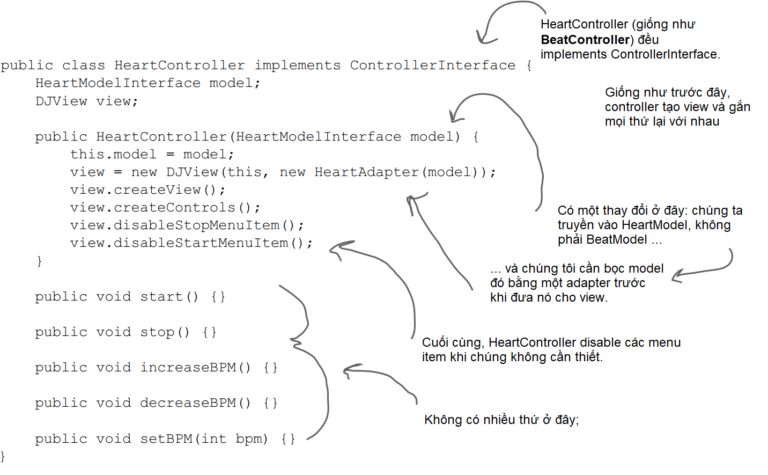 HeartController (giống như
BeatController) đều
implements ControllerInterface.
public class HeartController implements ControllerInterface {
HeartModelInterface model;
DJView view;
Giống như trước đây,
controller tạo view và gắn
mọi thứ lại với nhau
public HeartController(HeartModelInterface model) {
this.model = model;
view = new DJView(this, new HeartAdapter(model));
view.createView();
view.createControls();
view.disableStopMenuItem();
view.disableStartMenuItem();
}
Có một thay đổi ở đây: chúng ta
truyền vào HeartModel, không
phải BeatModel ...
... và chúng tôi cần bọc model
đó bằng một adapter trước
khi đưa nó cho view.
public void start() {}
public void stop() {}
Cuối cùng, HeartController disable các menu
item khi chúng không cần thiết.
public void increaseBPM() {}
public void decreaseBPM() {}
Không có nhiều thứ ở đây;
public void setBPM(int bpm) {}
}